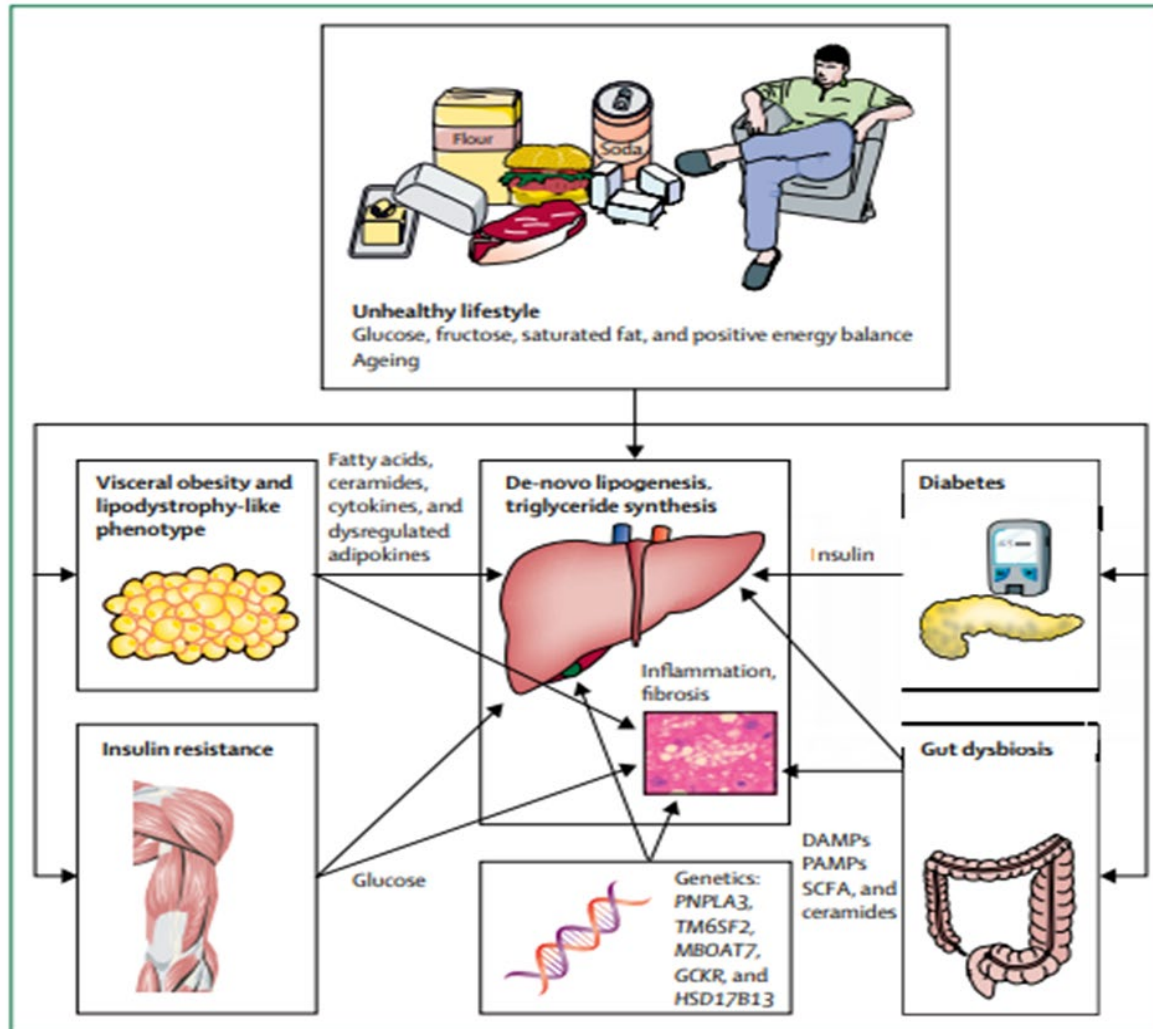 Flour
Soda
Unhealthy lifestyle
Glucose, fructose, saturated fat, and positive energy balance
Ageing
Visceral obesity and
lipodystrophy-like
phenotype
Fatty acids,
ceramides,
cytokines, and
dysregulated
adipokines
De-novo lipogenesis,
triglyceride synthesis
Diabetes
Insulin
Inflammation,
fibrosis
Insulin resistance
Glucose
Genetics:
PNPLA3,
TM6SF2,
MBOAT7,
GCKR, and
HSD17B13
DAMPs
PAMPs
SCFA, and
ceramides
Gut dysbiosis